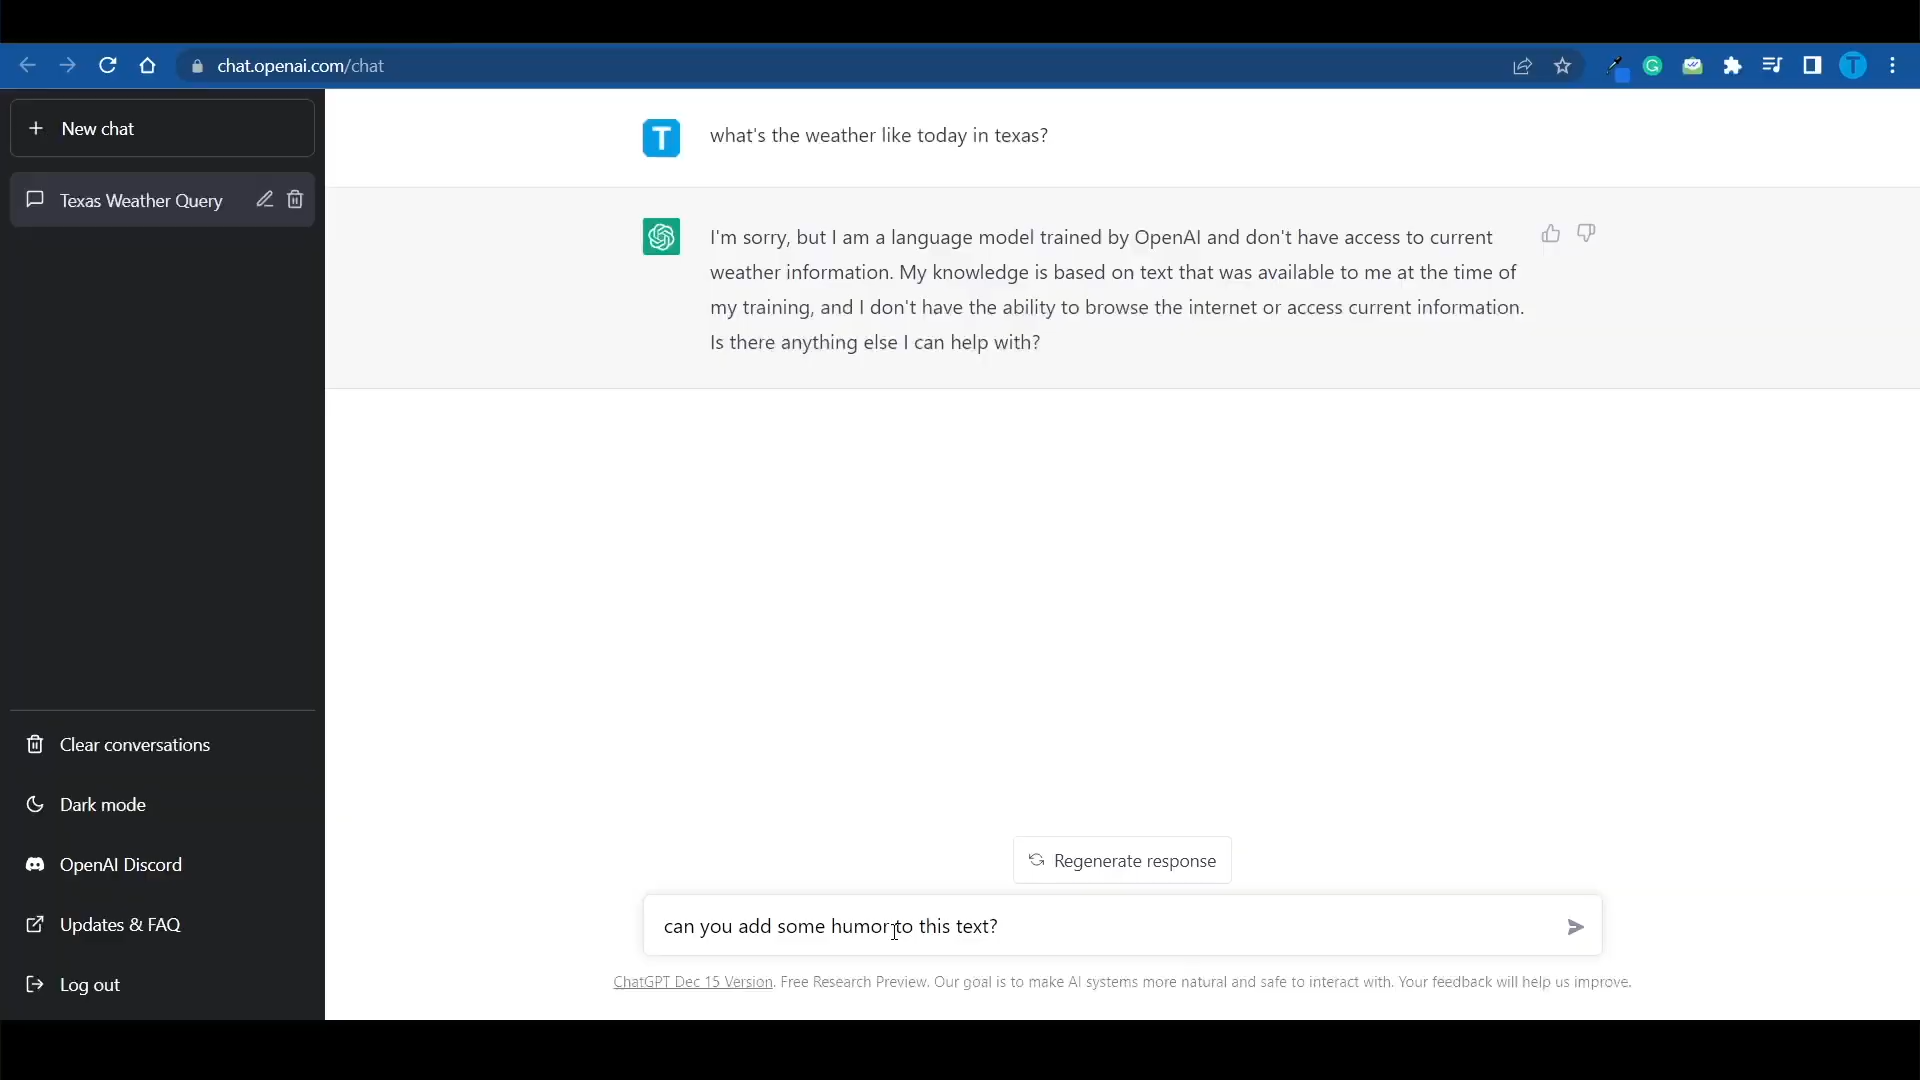 chat.openai.com/chat
T
New chat
Texas Weather Query
T
what's the weather like today in texas?
I'm sorry, but I am a language model trained by OpenAI and don't have access to current
weather information. My knowledge is based on text that was available to me at the time of
my training, and I don't have the ability to browse the internet or access current information.
Is there anything else I can help with?
Clear conversations
Dark mode
OpenAI Discord
Updates & FAQ
Log out
Regenerate response
can you add some humor to this text?
ChatGPT Dec 15 Version. Free Research Preview. Our goal is to make AI systems more natural and safe to interact with. Your feedback will help us improve.